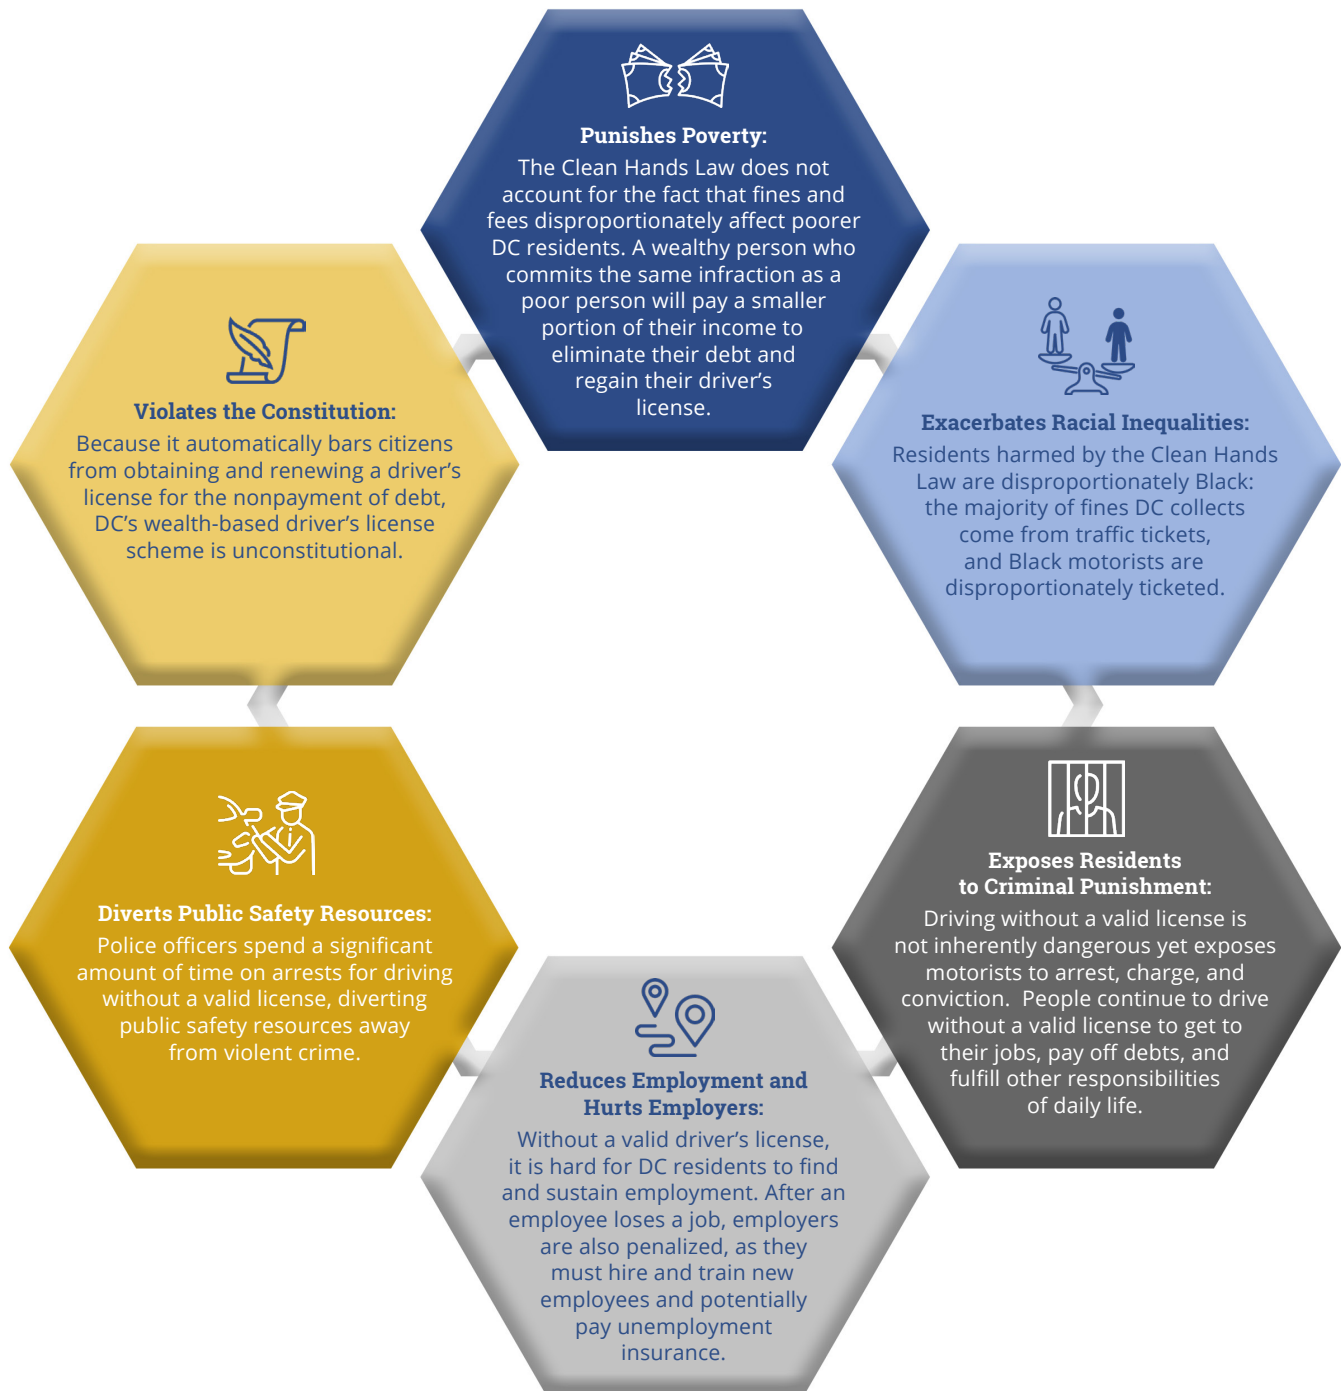 Punishes Poverty:
The Clean Hands Law does not
account for the fact that fines and
fees disproportionately affect poorer
DC residents. A wealthy person who
commits the same infraction as a
poor person will pay a smaller
portion of their income to
eliminate their debt and
regain their driver’s
license.
Exacerbates Racial Inequalities:
Residents harmed by the Clean Hands
Law are disproportionately Black:
the majority of fines DC collects
come from traffic tickets,
and Black motorists are
disproportionately ticketed.
Exposes Residents
to Criminal Punishment:
Driving without a valid license is
not inherently dangerous yet exposes
motorists to arrest, charge, and
conviction.  People continue to drive
without a valid license to get to
their jobs, pay off debts, and
fulfill other responsibilities
of daily life.
Reduces Employment and
Hurts Employers:
Without a valid driver’s license,
it is hard for DC residents to find
and sustain employment. After an
employee loses a job, employers
are also penalized, as they
must hire and train new
employees and potentially
pay unemployment
insurance.
Diverts Public Safety Resources:
Police officers spend a significant
amount of time on arrests for driving
without a valid license, diverting
public safety resources away
from violent crime.
Violates the Constitution:
Because it automatically bars citizens
from obtaining and renewing a driver’s
license for the nonpayment of debt,
DC’s wealth-based driver’s license
scheme is unconstitutional.